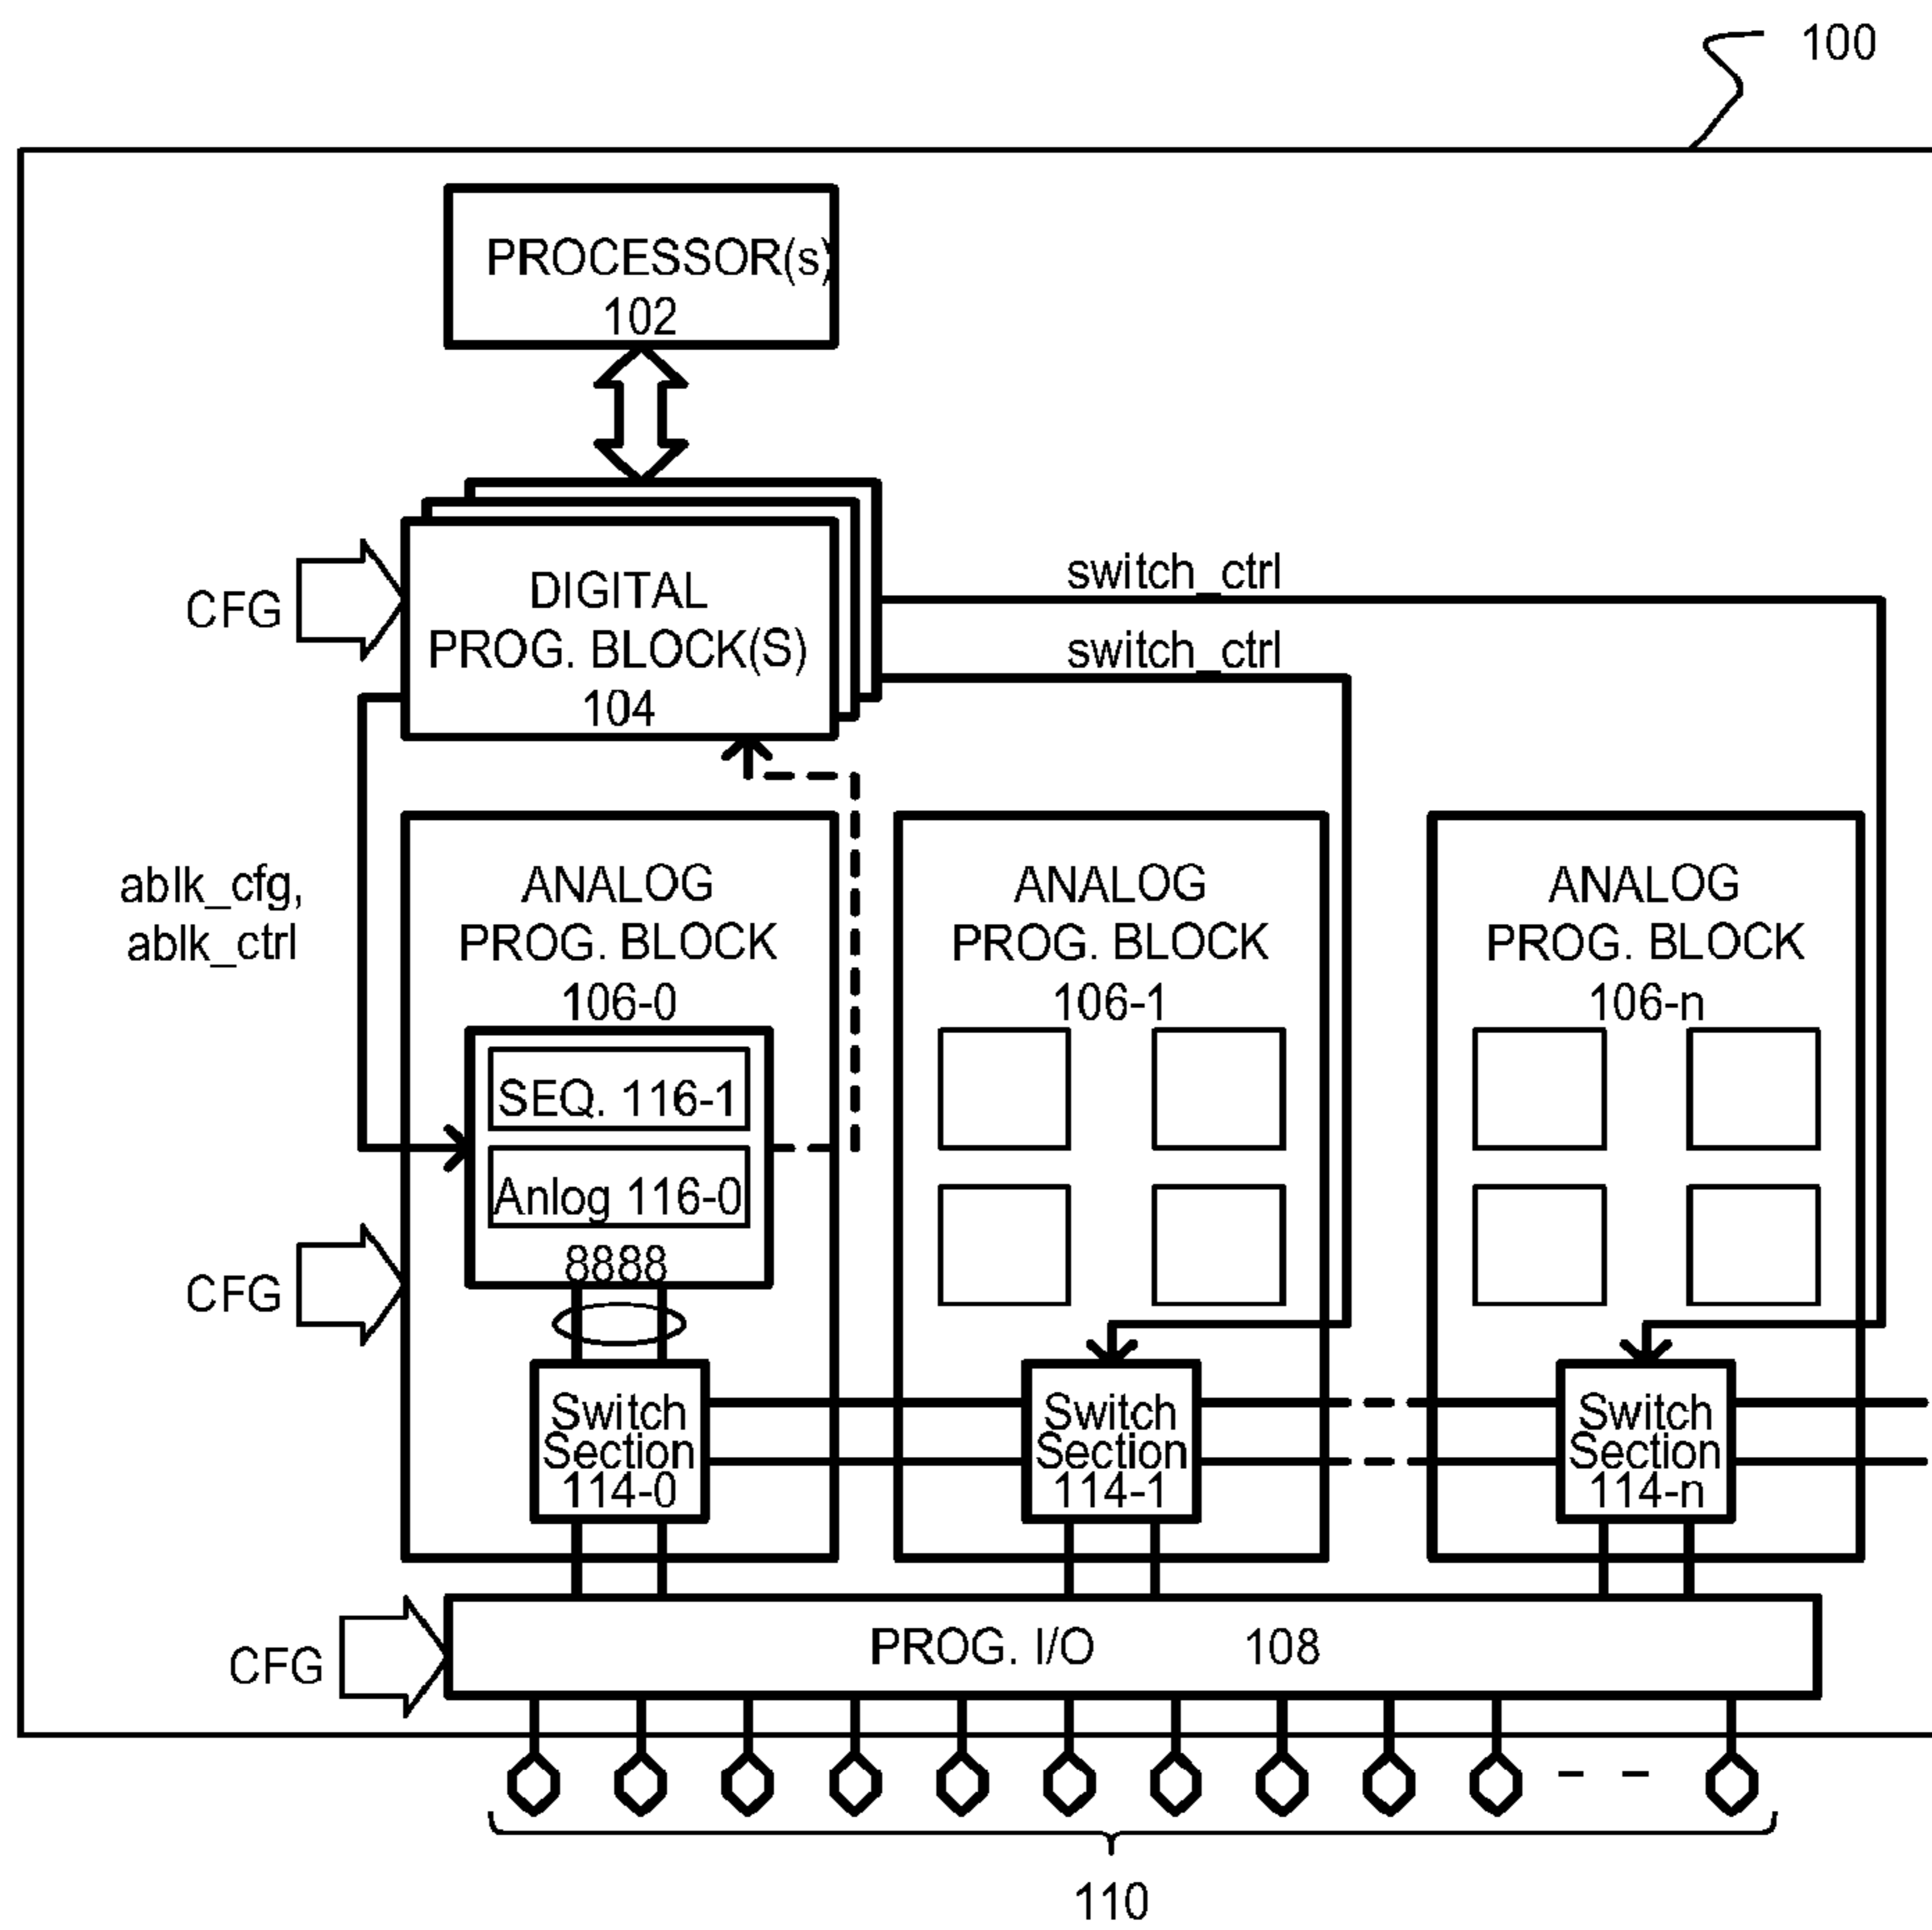 100
PROCESSOR(s)
102
CFG
DIGITAL
PROG. BLOCK(S)
104
switch_ctrl
switch_ctrl
ablk_cfg,
ablk_ctrl
ANALOG
PROG. BLOCK
106-0
ANALOG
PROG. BLOCK
106-1
ANALOG
PROG. BLOCK
106-n
SEQ. 116-1
Anlog 116-0
8888
CFG
Switch
Section
114-0
Switch
Section
114-1
Switch
Section
114-n
CFG
PROG. I/O 108
110